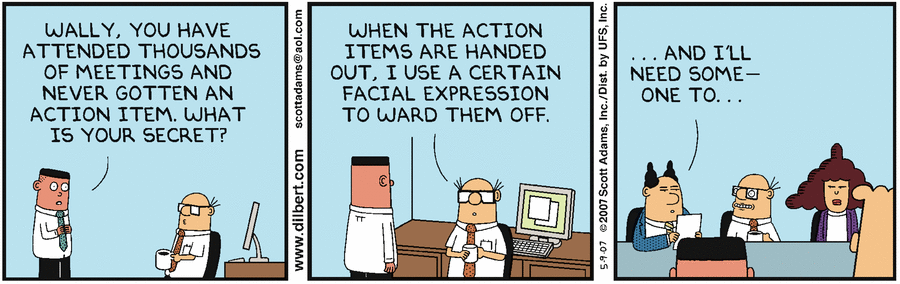 WALLY, YOU HAVE
ATTENDED THOUSANDS
OF MEETINGS AND
NEVER GOTTEN AN
ACTION ITEM. WHAT
IS YOUR SECRET?
www.dilbert.com
scottadams@aol.com
WHEN THE ACTION
ITEMS ARE HANDED
OUT, I USE A CERTAIN
FACIAL EXPRESSION
TO WARD THEM OFF.
5-9-07 ©2007 Scott Adams, Inc./Dist. by UFS, Inc.
...AND I'LL
NEED SOME—
ONE TO...